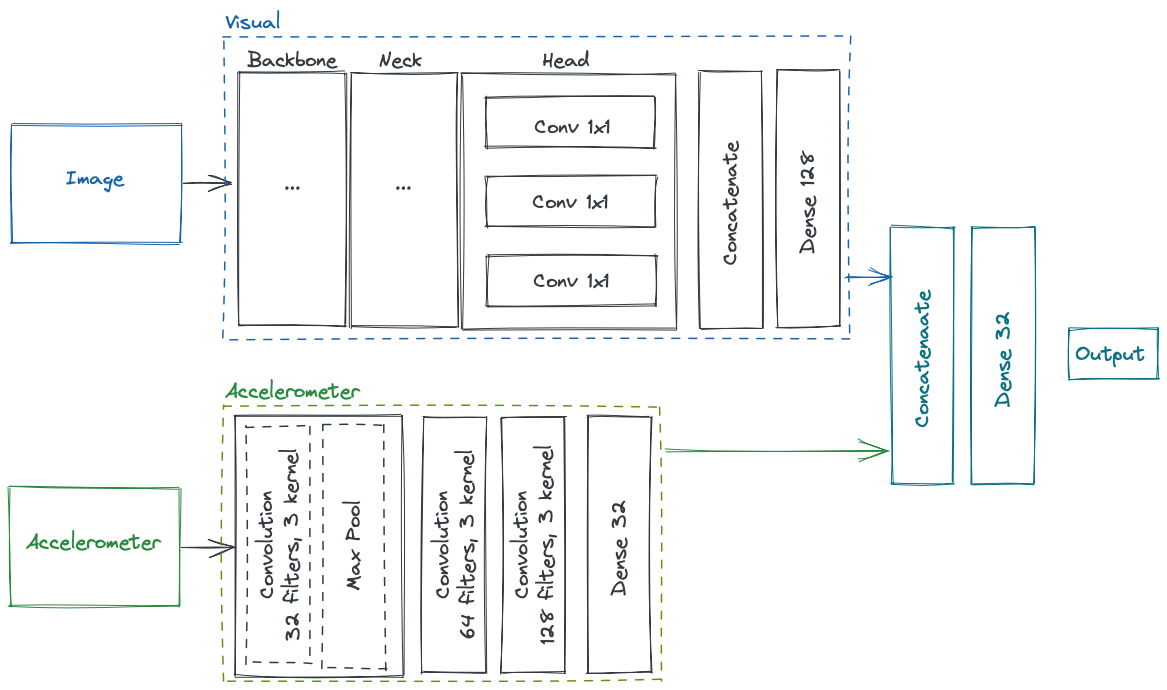 Visual
Backbone
Neck
Head
Image
...
...
Conv 1x1
Conv 1x1
Conv 1x1
Concatenate
Dense 128
Accelerometer
Accelerometer
Convolution
32 filters, 3 kernel
Max Pool
Convolution
64 filters, 3 kernel
Convolution
128 filters, 3 kernel
Dense 32
Concatenaate
Dense 32
Output